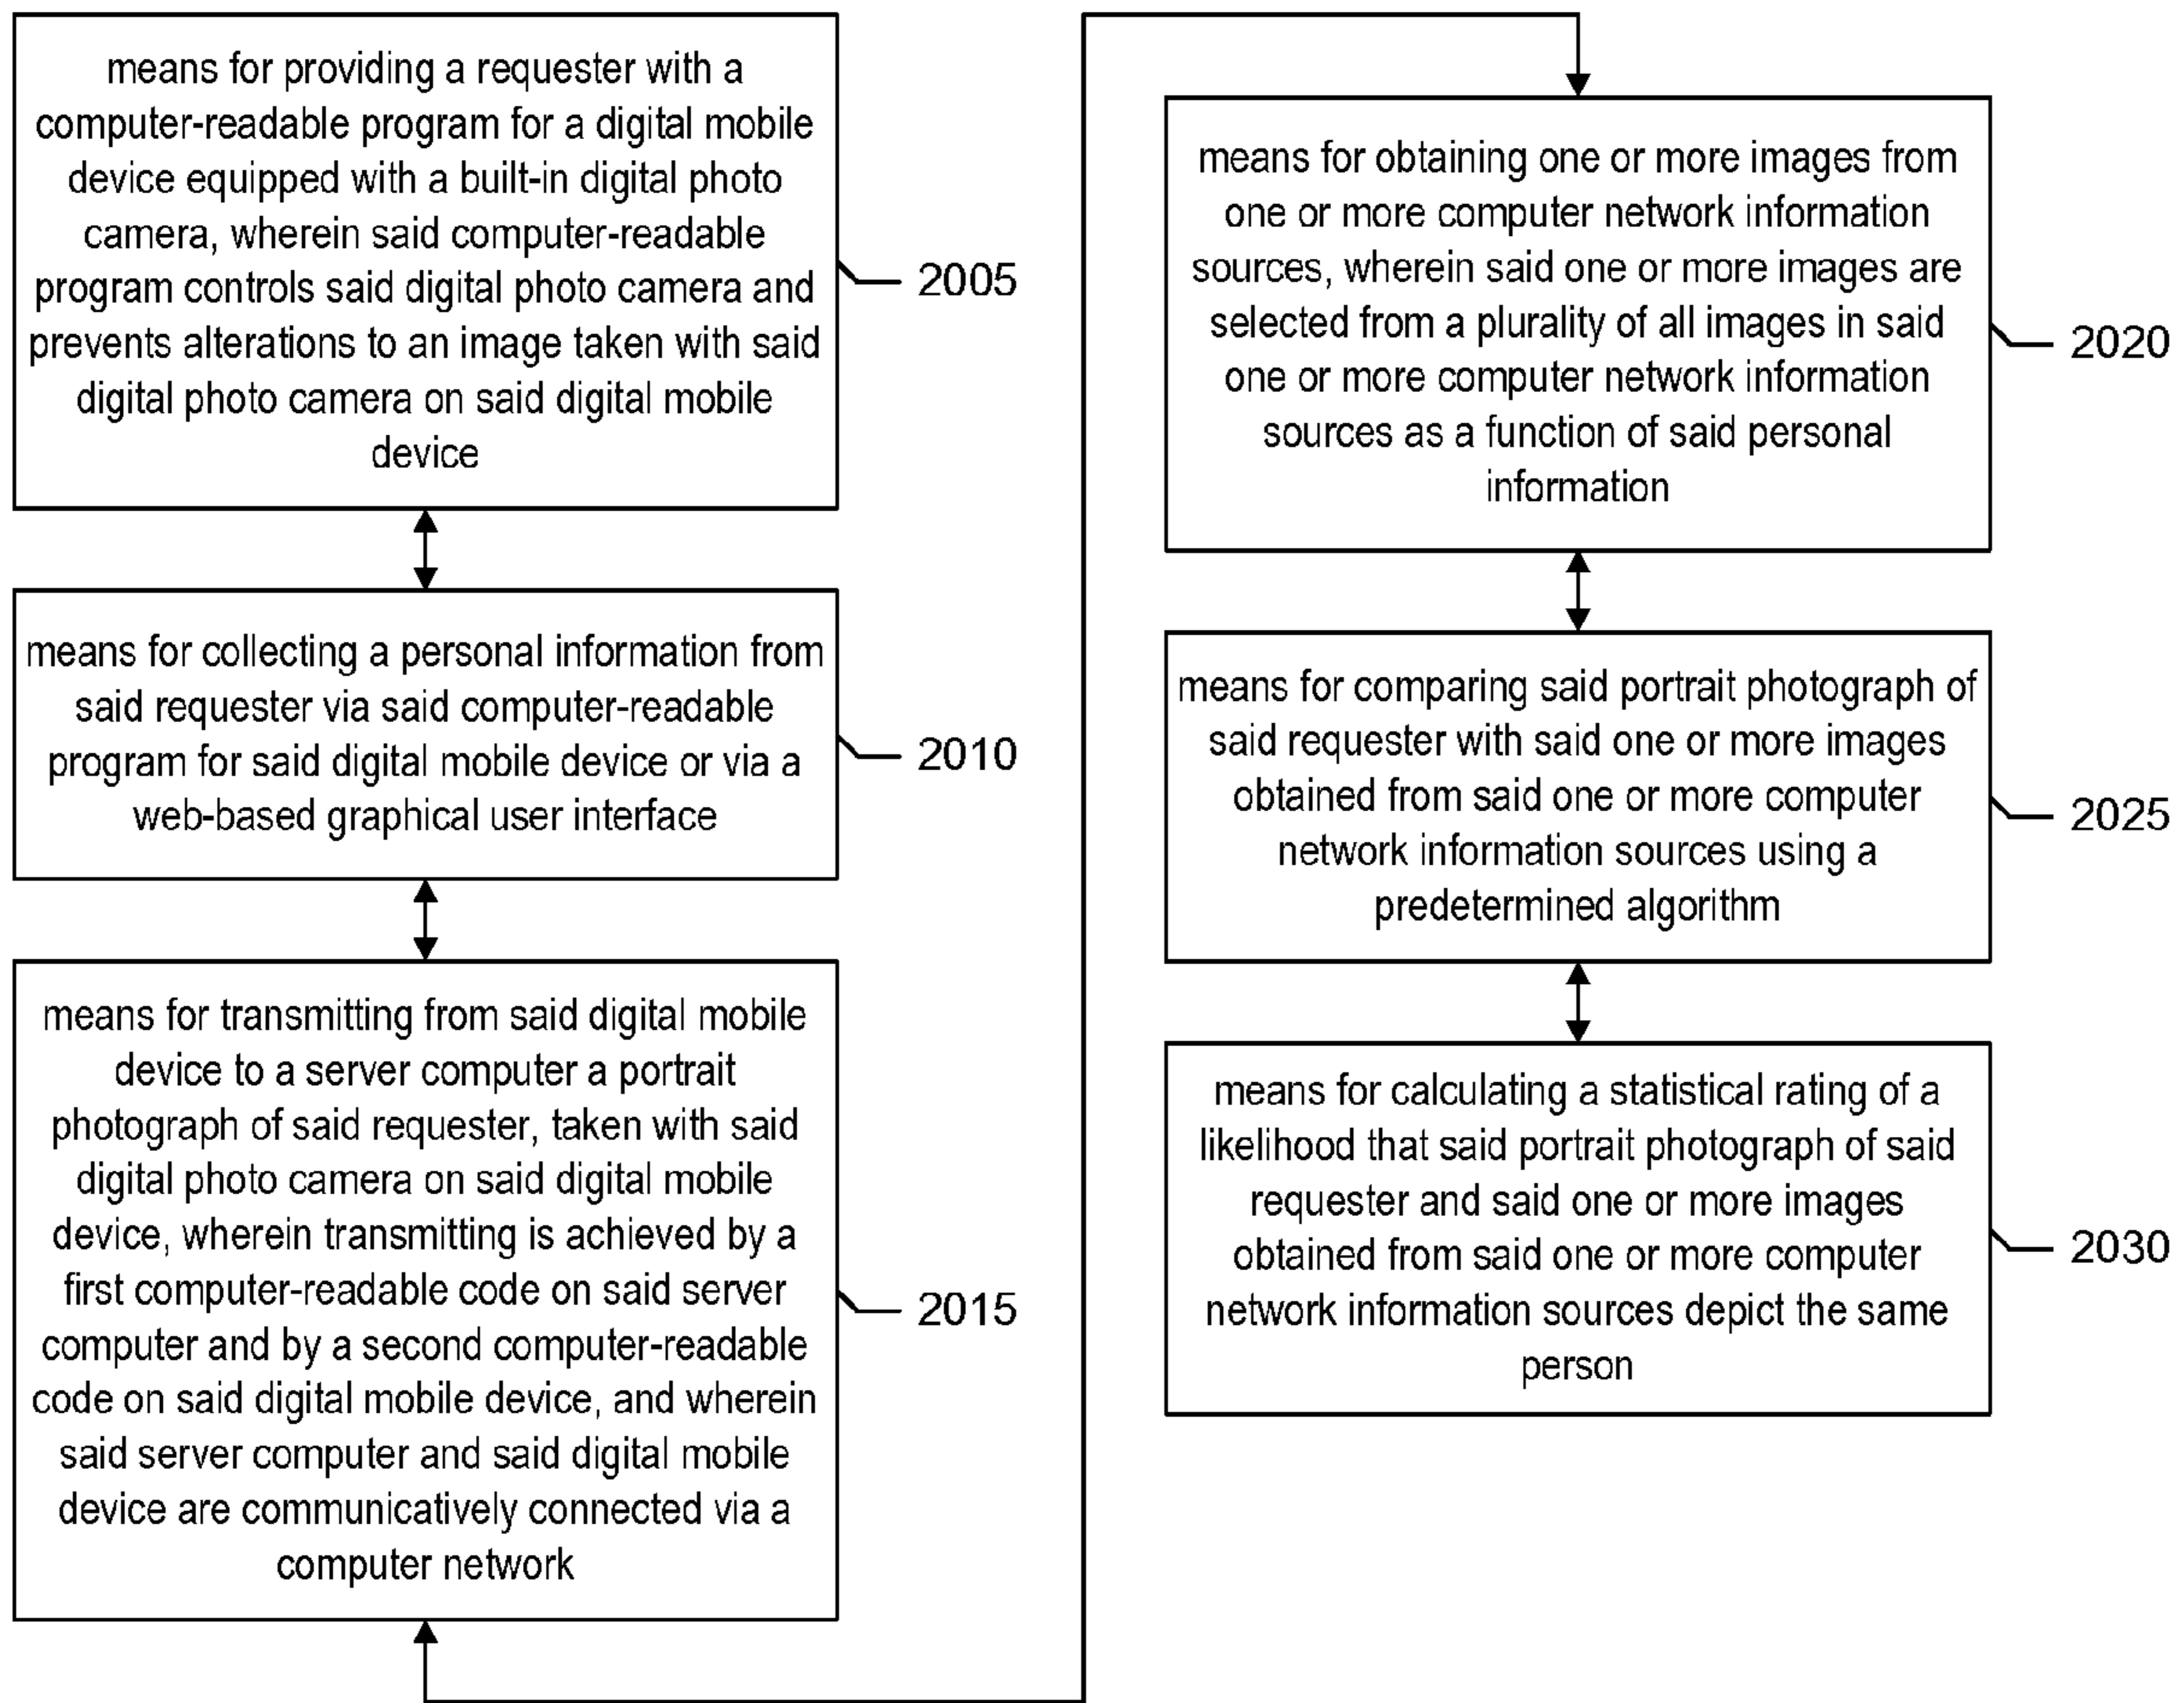 means for providing a requester with a
computer-readable program for a digital mobile
device equipped with a built-in digital photo
camera, wherein said computer-readable
program controls said digital photo camera and
prevents alterations to an image taken with said
digital photo camera on said digital mobile
device
2005
means for collecting a personal information from
said requester via said computer-readable
program for said digital mobile device or via a
web-based graphical user interface
2010
means for transmitting from said digital mobile
device to a server computer a portrait
photograph of said requester, taken with said
digital photo camera on said digital mobile
device, wherein transmitting is achieved by a
first computer-readable code on said server
computer and by a second computer-readable
code on said digital mobile device, and wherein
said server computer and said digital mobile
device are communicatively connected via a
computer network
2015
means for obtaining one or more images from
one or more computer network information
sources, wherein said one or more images are
selected from a plurality of all images in said
one or more computer network information
sources as a function of said personal
information
2020
means for comparing said portrait photograph of
said requester with said one or more images
obtained from said one or more computer
network information sources using a
predetermined algorithm
2025
means for calculating a statistical rating of a
likelihood that said portrait photograph of said
requester and said one or more images
obtained from said one or more computer
network information sources depict the same
person
2030